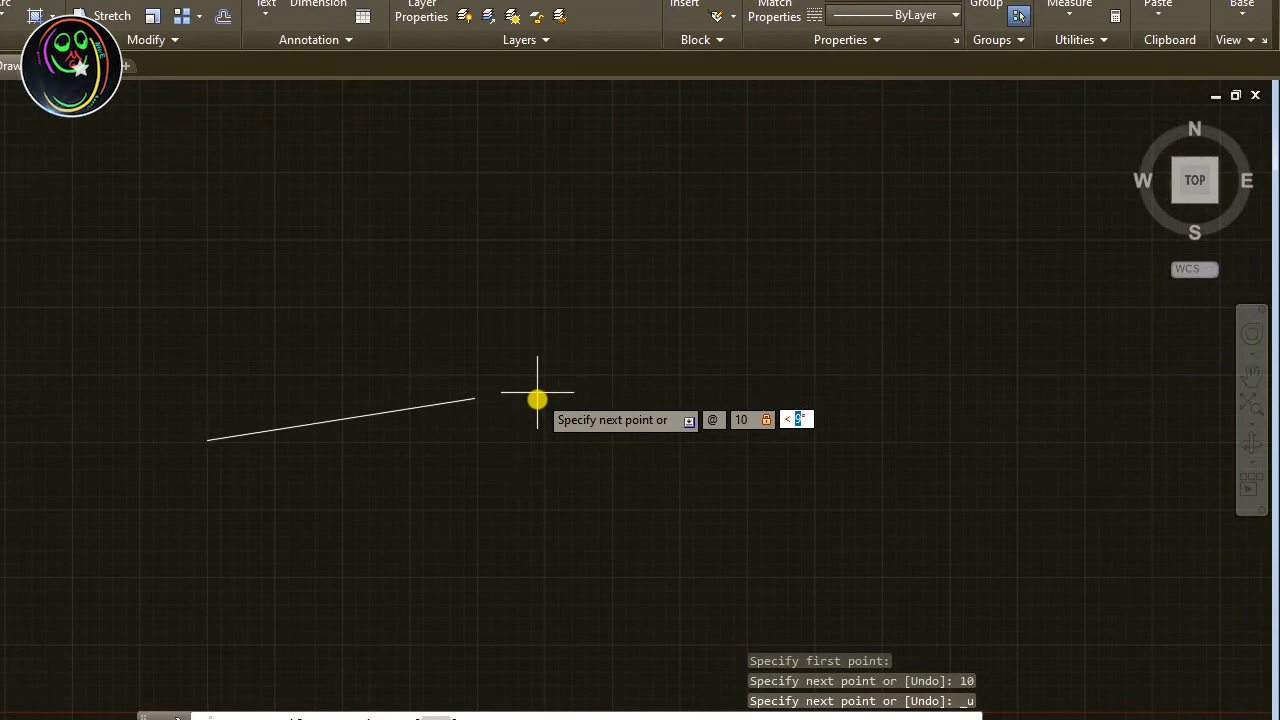 Text
Dimension
Layer
Insert
Match
Group
Paste
Base
Stretch
Properties
Properties
ByLayer
Modify
Annotation
Layers
Block
Properties
Groups
Utilities
Measure
Clipboard
View
Draw
+
N
W
TOP
E
S
WCS
Specify next point or
@
10
< 9°
Specify first point:
Specify next point or [Undo]: 10
Specify next point or [Undo]: _u